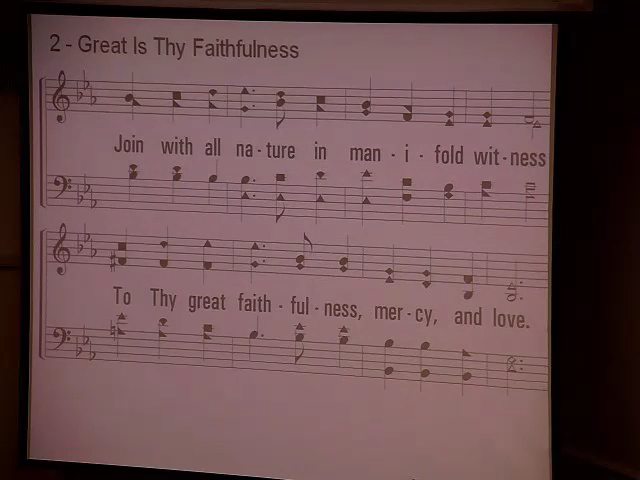 2 - Great Is Thy Faithfulness
Join with all na - ture in man - i - fold wit - ness
To Thy great faith - ful - ness, mer - cy, and love.